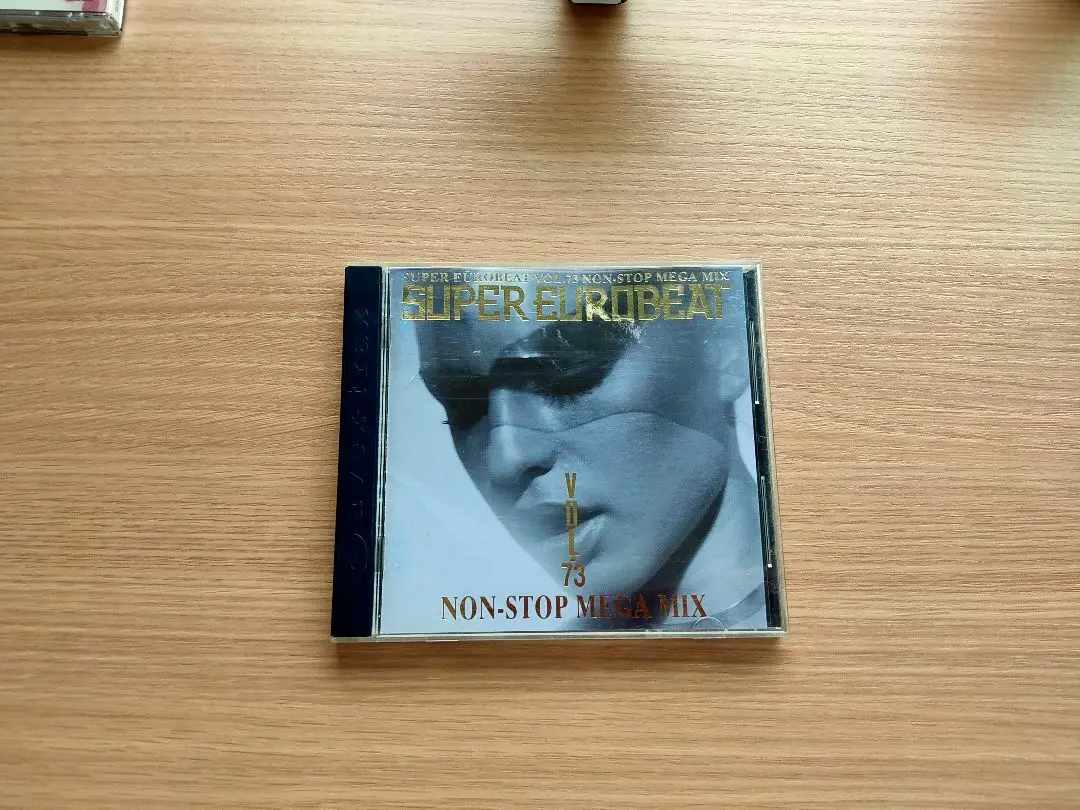 SUPER EUROBEAT VOL.73 NON-STOP MEGA MIX
SUPER EUROBEAT
VOL
73
NON-STOP MEGA MIX